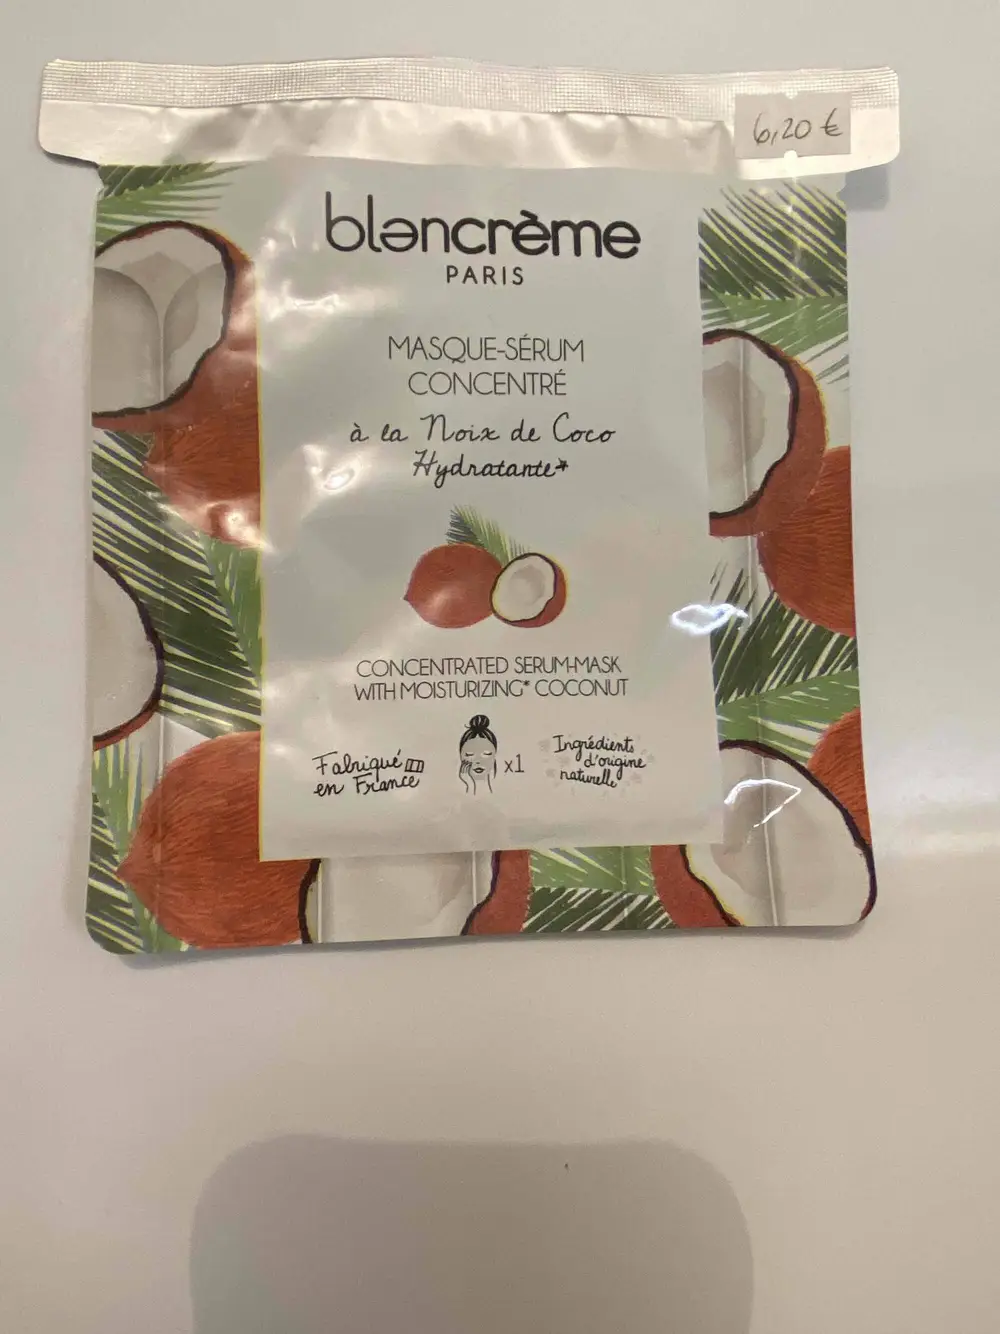 6,20 €
blancrème
PARIS
MASQUE-SÉRUM
CONCENTRÉ
à la Noix de Coco
Hydratante*
CONCENTRATED SERUM-MASK
WITH MOISTURIZING* COCONUT
Fabriqué
en France
x1
Ingrédients
d'origine
naturelle